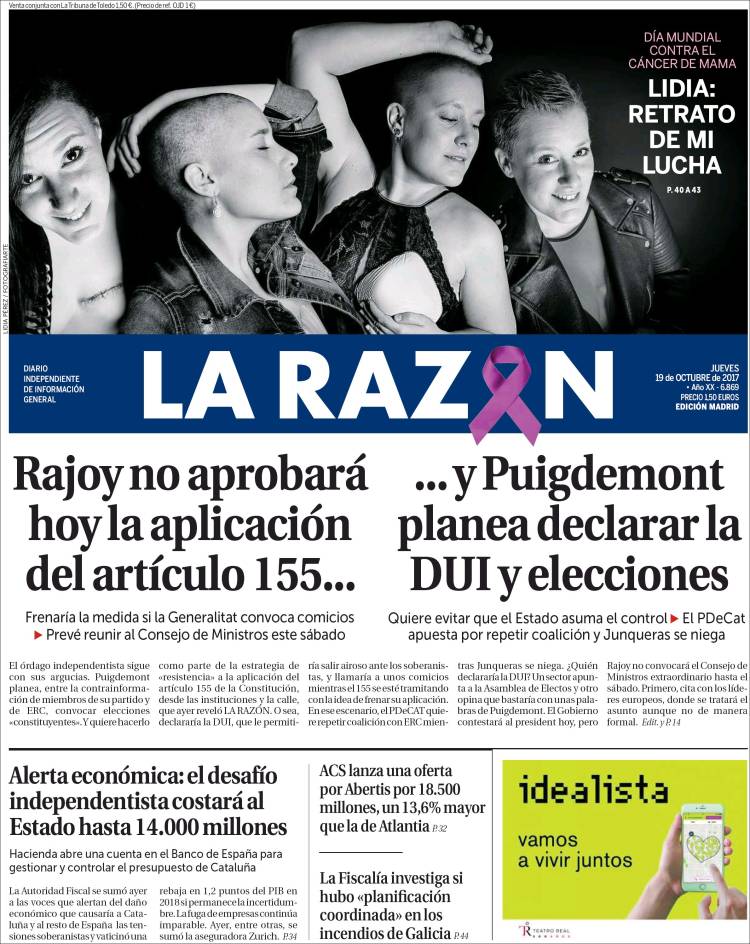 Venta conjunta con La Tribuna de Toledo 1,50 €. (Precio de ref. OJD 1 €)
DÍA MUNDIAL
CONTRA EL
CÁNCER DE MAMA
LIDIA:
RETRATO
DE MI
LUCHA
P. 40 A 43
LIDIA PÉREZ / FOTOGRAFIARTE
DIARIO
INDEPENDIENTE
DE INFORMACIÓN
GENERAL
LA RAZÓN
JUEVES
19 de OCTUBRE de 2017
• Año XX - 6.869
PRECIO 1,50 EUROS
EDICIÓN MADRID
Rajoy no aprobará
hoy la aplicación
del artículo 155...
Frenaría la medida si la Generalitat convoca comicios
Prevé reunir al Consejo de Ministros este sábado
... y Puigdemont
planea declarar la
DUI y elecciones
Quiere evitar que el Estado asuma el control El PDeCat
apuesta por repetir coalición y Junqueras se niega
El órdago independentista sigue
con sus argucias. Puigdemont
planea, entre la contrainforma-
ción de miembros de su partido y
de ERC, convocar elecciones
«constituyentes». Y quiere hacerlo
como parte de la estrategia de
«resistencia» a la aplicación del
artículo 155 de la Constitución,
desde las instituciones y la calle,
que ayer reveló LA RAZÓN. O sea,
declararía la DUI, que le permiti-
ría salir airoso ante los soberanis-
tas, y llamaría a unos comicios
mientras el 155 se esté tramitando
con la idea de frenar su aplicación.
En ese escenario, el PDeCAT quie-
re repetir coalición con ERC mien-
tras Junqueras se niega. ¿Quién
declararía la DUI? Un sector apunta
a la Asamblea de Electos y otro
opina que bastaría con unas pala-
bras de Puigdemont. El Gobierno
contestará al president hoy, pero
Rajoy no convocará el Consejo de
Ministros extraordinario hasta el
sábado. Primero, cita con los líde-
res europeos, donde se tratará el
asunto aunque no de manera
formal. Edit. y P. 14
Alerta económica: el desafío
independentista costará al
Estado hasta 14.000 millones
Hacienda abre una cuenta en el Banco de España para
gestionar y controlar el presupuesto de Cataluña
La Autoridad Fiscal se sumó ayer
a las voces que alertan del daño
económico que causaría a Cata-
luña y al resto de España las ten-
siones soberanistas y vaticinó una
rebaja en 1,2 puntos del PIB en
2018 si permanece la incertidum-
bre. La fuga de empresas continúa
imparable. Ayer, entre otras, se
sumó la aseguradora Zurich. P. 34
ACS lanza una oferta
por Abertis por 18.500
millones, un 13,6% mayor
que la de Atlantia P. 32
La Fiscalía investiga si
hubo «planificación
coordinada» en los
incendios de Galicia P. 44
idealista
vamos
a vivir juntos
TEATRO REAL